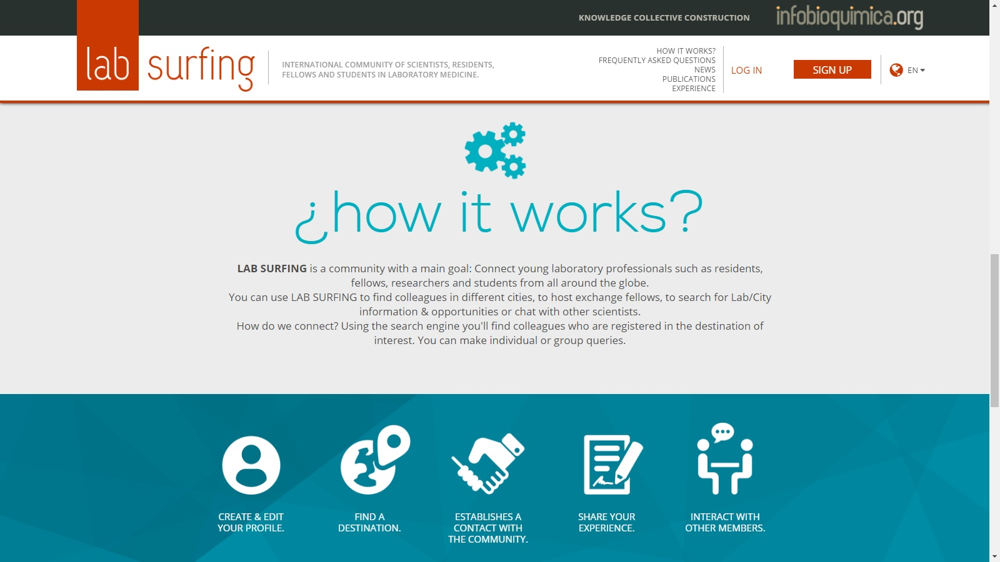 KNOWLEDGE COLLECTIVE CONSTRUCTION
infobioquimica.org
lab surfing
INTERNATIONAL COMMUNITY OF SCIENTISTS, RESIDENTS,
FELLOWS AND STUDENTS IN LABORATORY MEDICINE.
HOW IT WORKS?
FREQUENTLY ASKED QUESTIONS
NEWS
PUBLICATIONS
EXPERIENCE
LOG IN
SIGN UP
EN
¿how it works?
LAB SURFING is a community with a main goal: Connect young laboratory professionals such as residents,
fellows, researchers and students from all around the globe.
You can use LAB SURFING to find colleagues in different cities, to host exchange fellows, to search for Lab/City
information & opportunities or chat with other scientists.
How do we connect? Using the search engine you'll find colleagues who are registered in the destination of
interest. You can make individual or group queries.
CREATE & EDIT
YOUR PROFILE.
FIND A
DESTINATION.
ESTABLISHES A
CONTACT WITH
THE COMMUNITY.
SHARE YOUR
EXPERIENCE.
INTERACT WITH
OTHER MEMBERS.